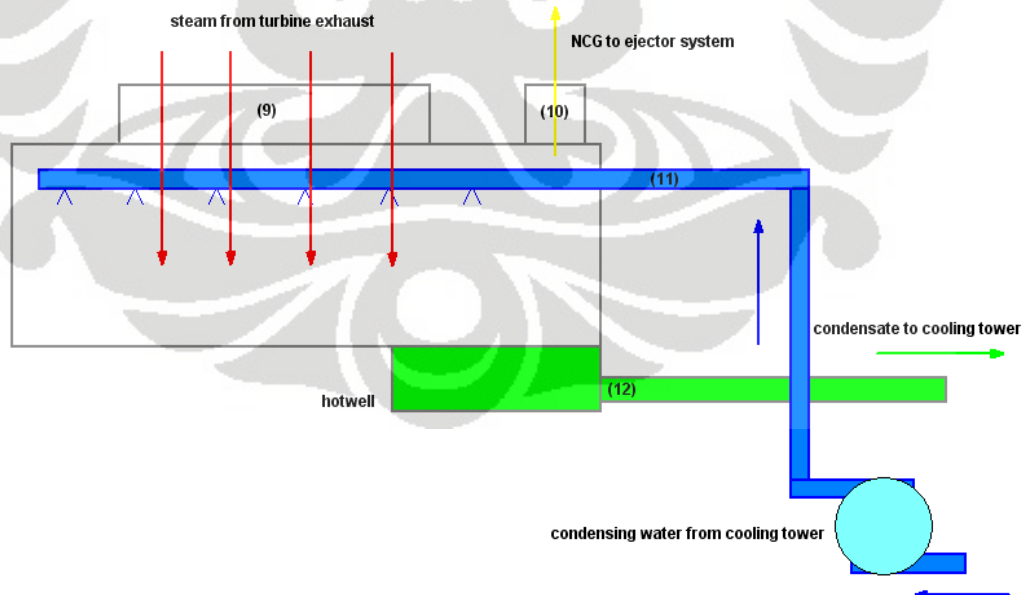 steam from turbine exhaust
NCG to ejector system
(9)
(10)
(11)
condensate to cooling tower
(12)
hotwell
condensing water from cooling tower